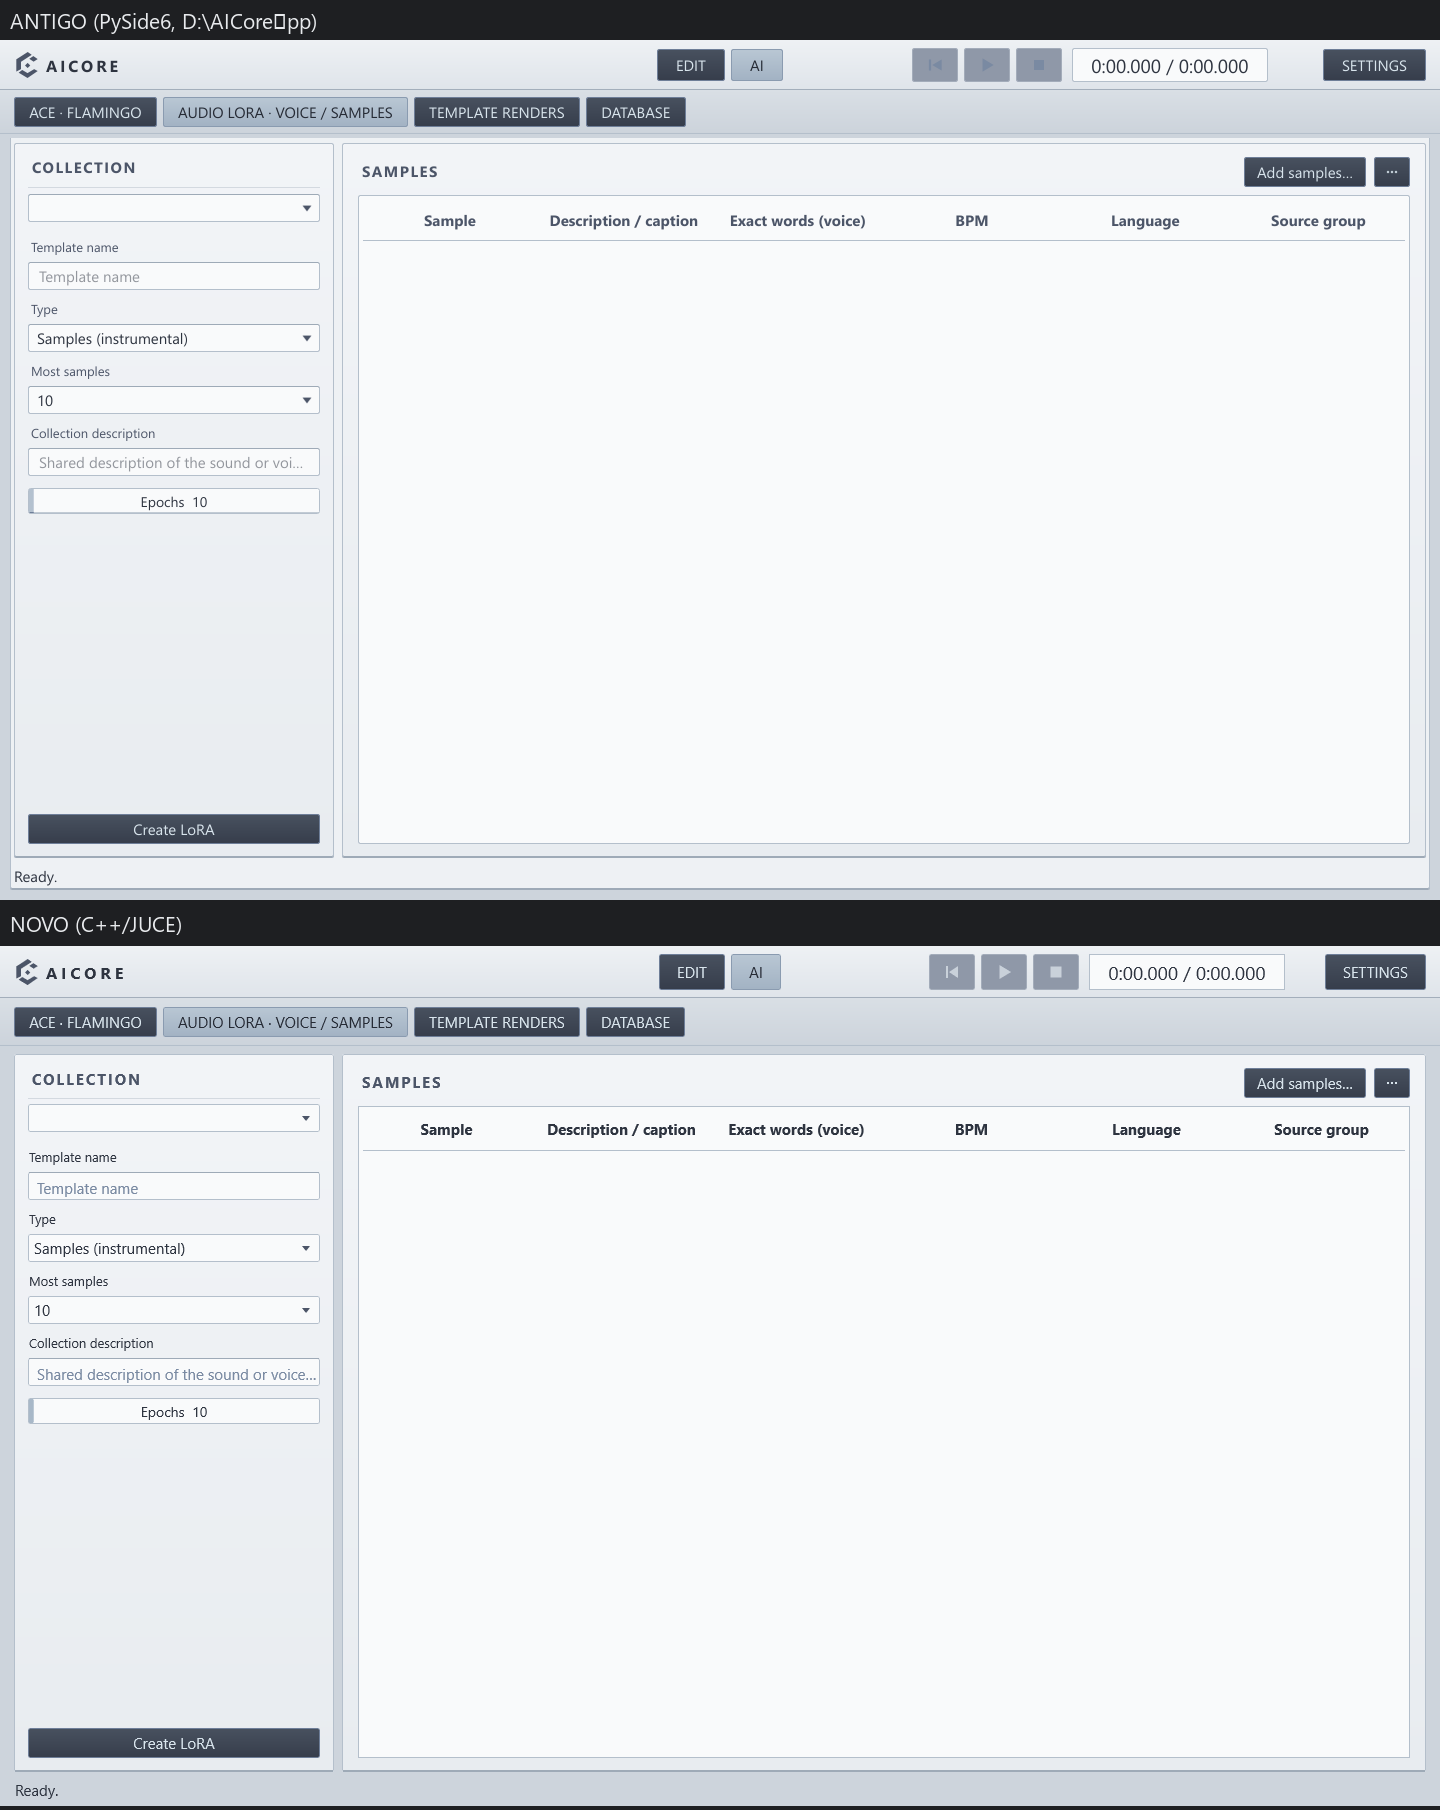 ANTIGO (PySide6, D:\AICore▯pp)
AICORE EDIT AI 0:00.000 / 0:00.000 SETTINGS
ACE · FLAMINGO AUDIO LORA · VOICE / SAMPLES TEMPLATE RENDERS DATABASE
COLLECTION
SAMPLES Add samples... ...
Sample Description / caption Exact words (voice) BPM Language Source group
Template name
Template name
Type
Samples (instrumental)
Most samples
10
Collection description
Shared description of the sound or voi...
Epochs 10
Create LoRA
Ready.
NOVO (C++/JUCE)
AICORE EDIT AI 0:00.000 / 0:00.000 SETTINGS
ACE · FLAMINGO AUDIO LORA · VOICE / SAMPLES TEMPLATE RENDERS DATABASE
COLLECTION
SAMPLES Add samples... ...
Sample Description / caption Exact words (voice) BPM Language Source group
Template name
Template name
Type
Samples (instrumental)
Most samples
10
Collection description
Shared description of the sound or voice...
Epochs 10
Create LoRA
Ready.